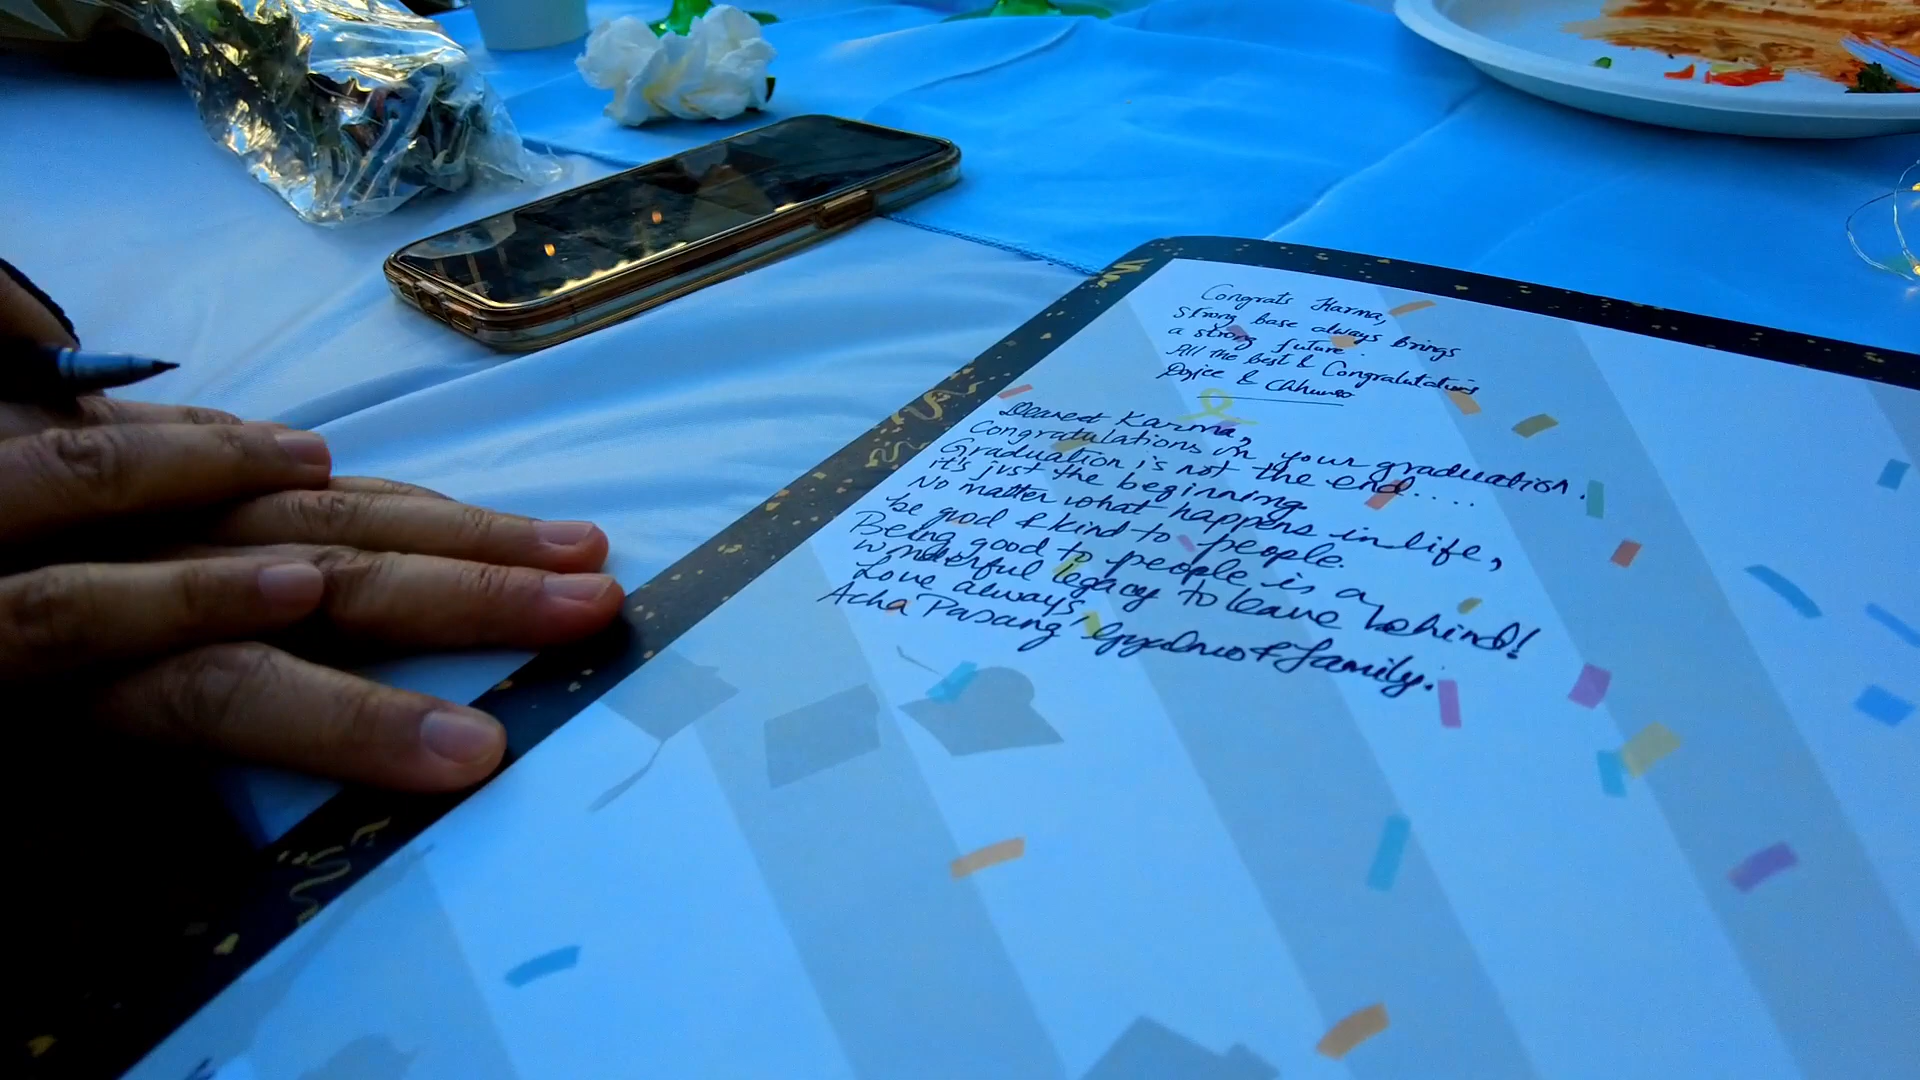 Congrats Karma,
Strong base always brings
a strong future.
All the best & Congratulations
&
Dearest Karma,
Congratulations on your graduation.
Graduation is not the end.....
it's just the beginning.
No matter what happens in life,
be good & kind to people.
Being good to people is a
wonderful legacy to leave behind!
Love always,
Acha Pasang, Gyalmo & family.